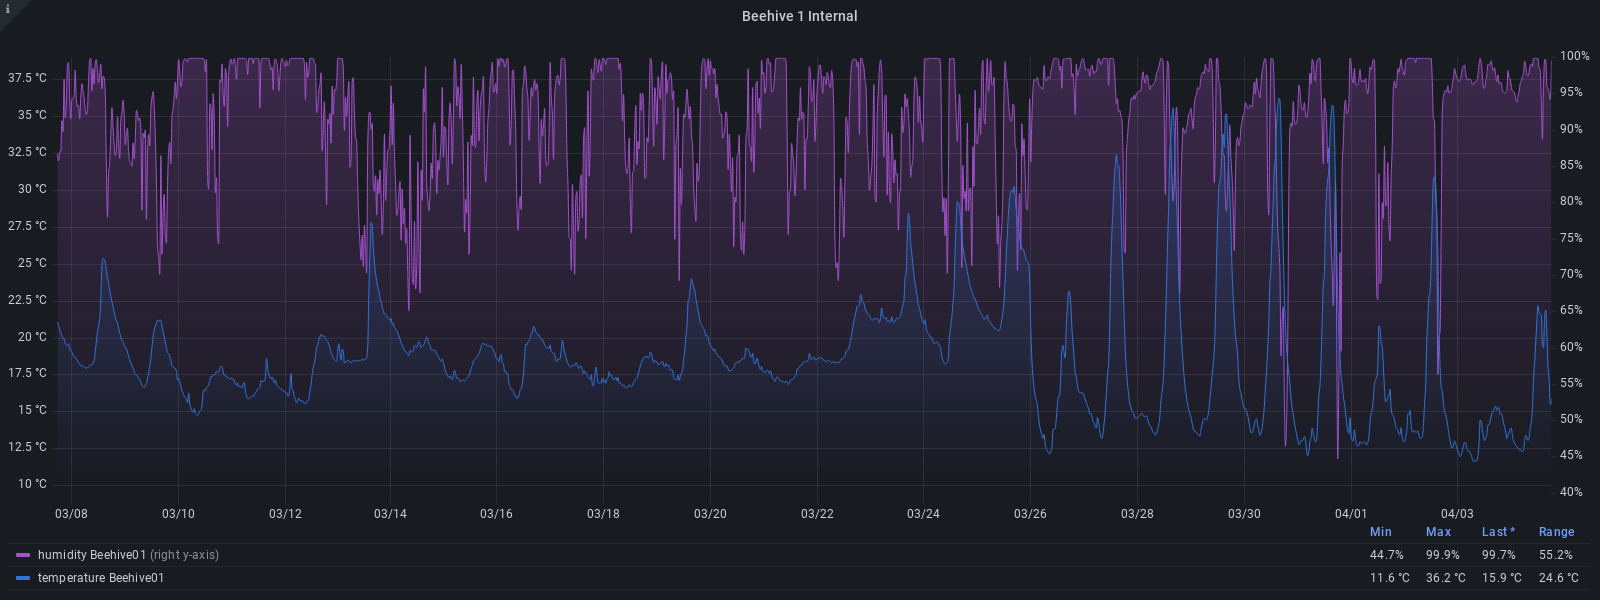 i
Beehive 1 Internal
37.5 °C
35 °C
32.5 °C
30 °C
27.5 °C
25 °C
22.5 °C
20 °C
17.5 °C
15 °C
12.5 °C
10 °C
100%
95%
90%
85%
80%
75%
70%
65%
60%
55%
50%
45%
40%
03/08 03/10 03/12 03/14 03/16 03/18 03/20 03/22 03/24 03/26 03/28 03/30 04/01 04/03
Min Max Last * Range
humidity Beehive01 (right y-axis) 44.7% 99.9% 99.7% 55.2%
temperature Beehive01 11.6 °C 36.2 °C 15.9 °C 24.6 °C